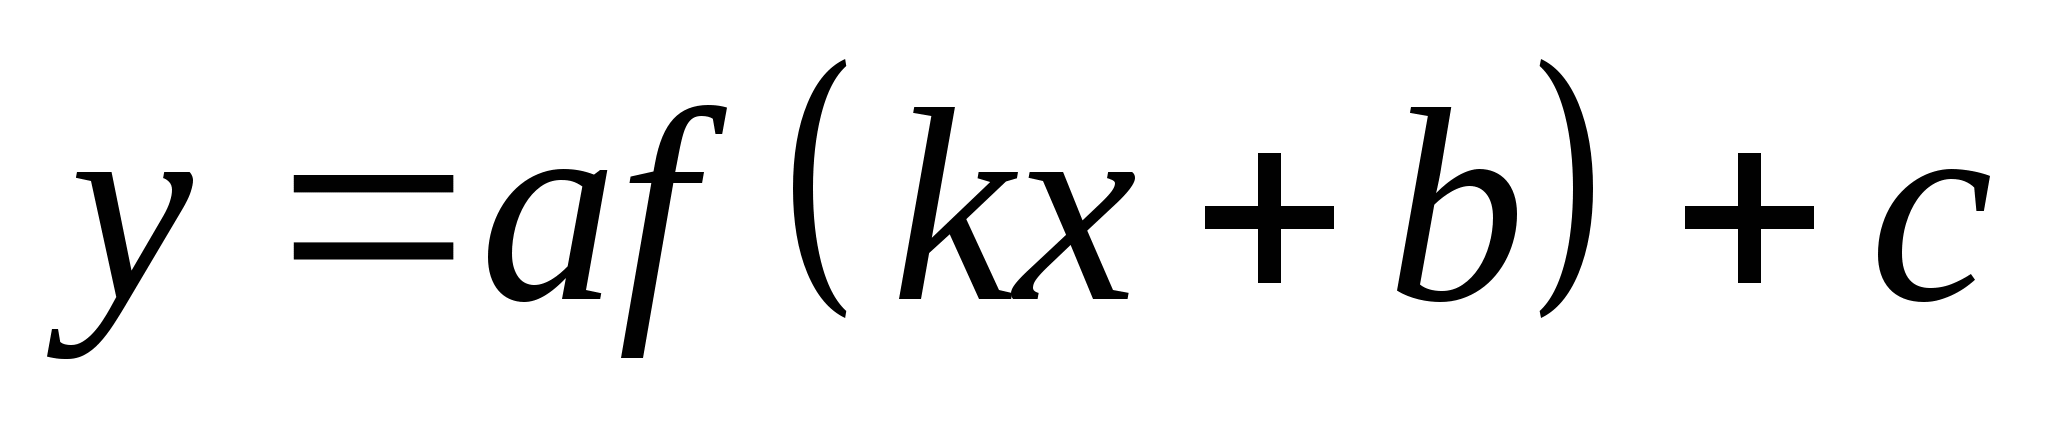 y = af (kx + b) + c